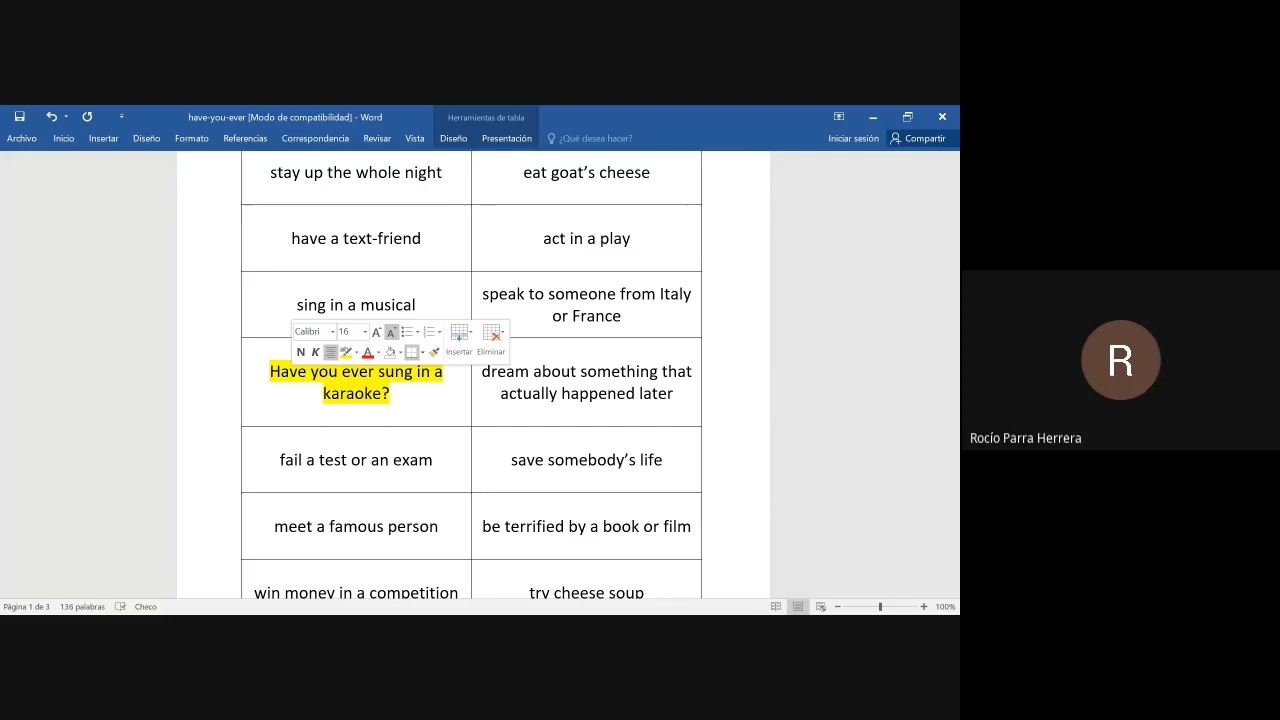 have-you-ever [Modo de compatibilidad] - Word
Herramientas de tabla
Archivo Inicio Insertar Diseño Formato Referencias Correspondencia Revisar Vista Diseño Presentación ¿Qué desea hacer? Iniciar sesión Compartir
stay up the whole night
eat goat’s cheese
have a text-friend
act in a play
sing in a musical
speak to someone from Italy
or France
Calibri 16
N K A Insertar Eliminar
Have you ever sung in a
karaoke?
dream about something that
actually happened later
fail a test or an exam
save somebody’s life
meet a famous person
be terrified by a book or film
win money in a competition
try cheese soup
Página 1 de 3 136 palabras Checo 100%
R
Rocío Parra Herrera